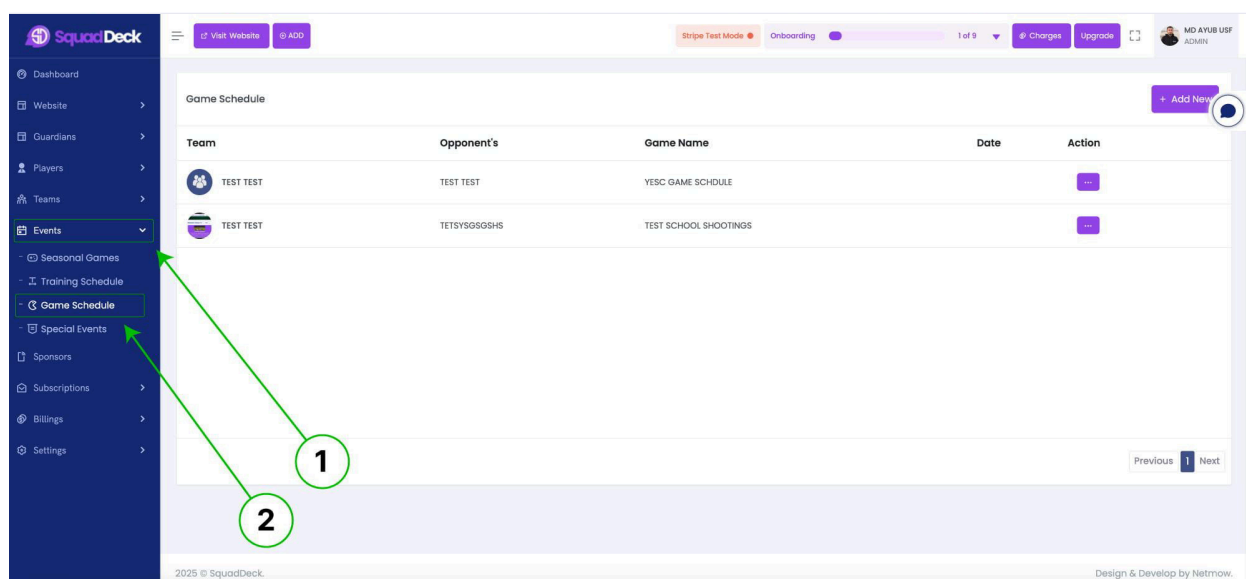 SquadDeck
Visit Website ADD Stripe Test Mode Onboarding 1 of 9 Charges Upgrade MD AYUB USF
ADMIN
Dashboard
Website
Guardians
Players
Teams
Events
Seasonal Games
Training Schedule
Game Schedule
Special Events
Sponsors
Subscriptions
Billings
Settings
Game Schedule + Add New
Team Opponent's Game Name Date Action
TEST TEST TEST TEST YESC GAME SCHDULE ...
TEST TEST TETSYSGSGSHS TEST SCHOOL SHOOTINGS ...
1
2
Previous 1 Next
2025 © SquadDeck. Design & Develop by Netmow.